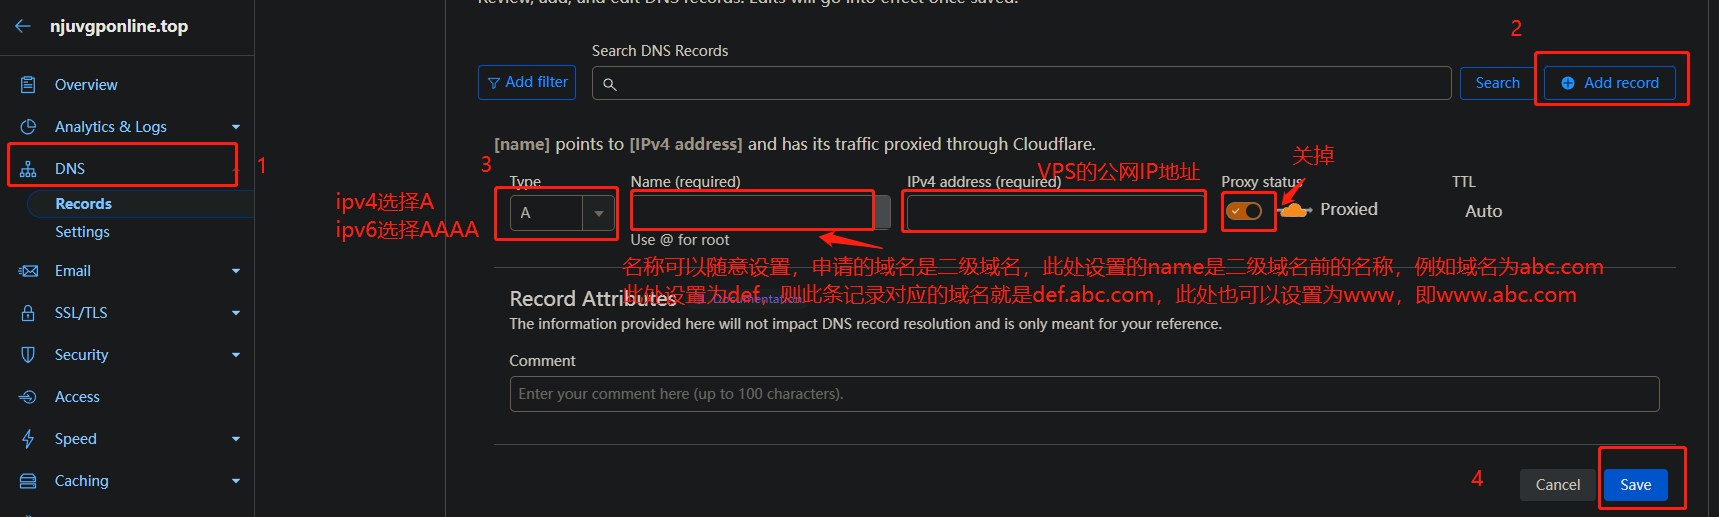 Review, add, and edit DNS records. Edits will go into effect once saved.
njuvgponline.top
2
Search DNS Records
Add filter
Search
Add record
Overview
Analytics & Logs
[name] points to [IPv4 address] and has its traffic proxied through Cloudflare.
关掉
1
DNS
3
VPS的公网IP地址
Type
Name (required)
IPv4 address (required)
Proxy status
TTL
ipv4选择A
A
Proxied
Auto
Records
ipv6选择AAAA
Use @ for root
Settings
名称可以随意设置，申请的域名是二级域名，此处设置的name是二级域名前的名称，例如域名为abc.com
Email
此处设置为def，则此条记录对应的域名就是def.abc.com，此处也可以设置为www，即www.abc.com
Record Attributes
Documentation
SSL/TLS
The information provided here will not impact DNS record resolution and is only meant for your reference.
Security
Comment
Access
Enter your comment here (up to 100 characters).
Speed
Caching
4
Cancel
Save